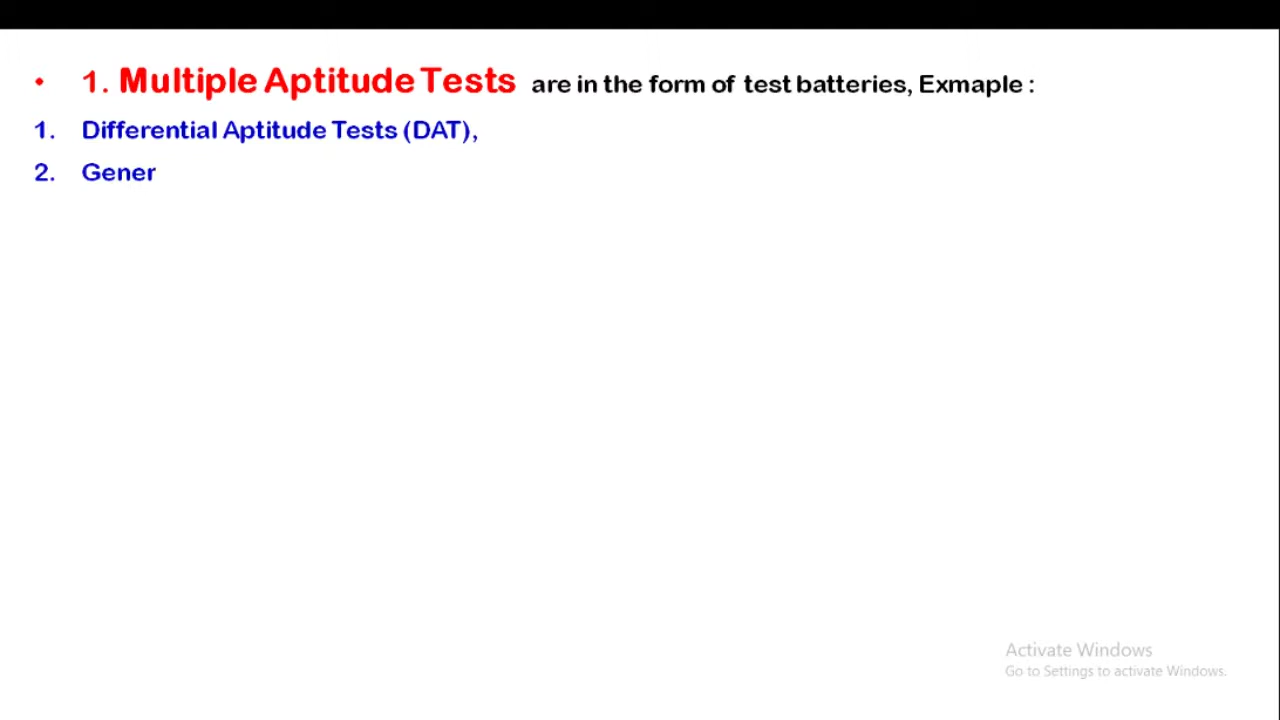 • 1. Multiple Aptitude Tests are in the form of test batteries, Exmaple :
1. Differential Aptitude Tests (DAT),
2. Gener
Activate Windows
Go to Settings to activate Windows.